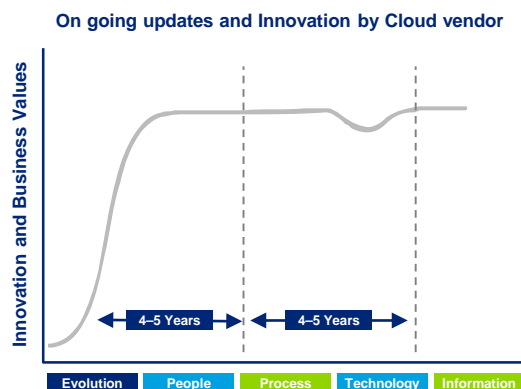 On going updates and Innovation by Cloud vendor
Innovation and Business Values
4–5 Years
4–5 Years
Evolution
People
Process
Technology
Information